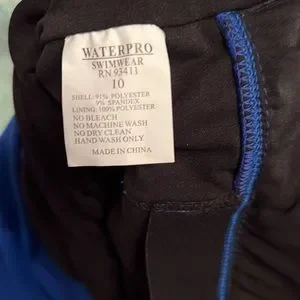 WATERPRO
SWIMWEAR
RN 93411
10
SHELL: 91% POLYESTER
9% SPANDEX
LINING: 100% POLYESTER
NO BLEACH
NO MACHINE WASH
NO DRY CLEAN
HAND WASH ONLY
MADE IN CHINA